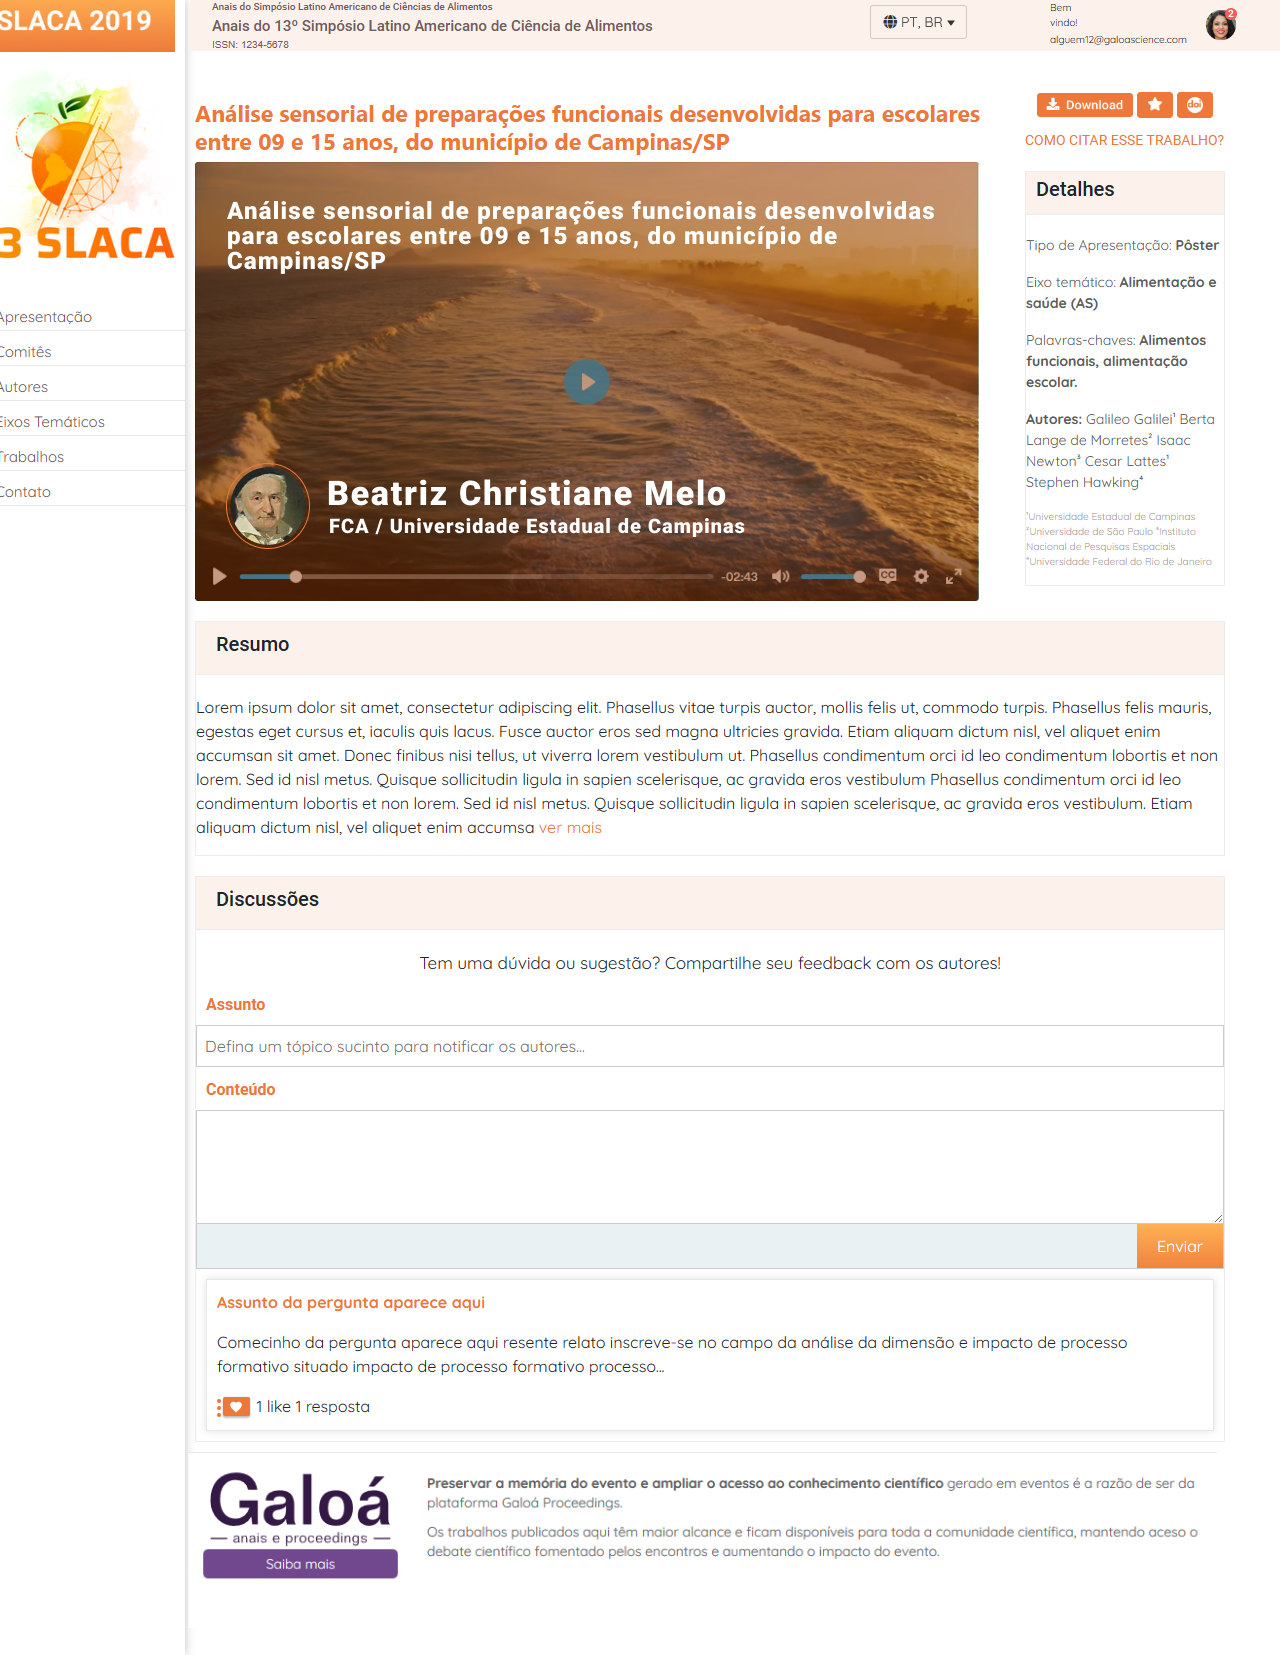 SLACA 2019
3 SLACA
Apresentação
Comitês
Autores
Eixos Temáticos
Trabalhos
Contato
Anais do Simpósio Latino Americano de Ciências de Alimentos
Anais do 13º Simpósio Latino Americano de Ciência de Alimentos
ISSN: 1234-5678
PT, BR
Bem
vindo!
alguem12@galoascience.com
2
Análise sensorial de preparações funcionais desenvolvidas para escolares
entre 09 e 15 anos, do município de Campinas/SP
Análise sensorial de preparações funcionais desenvolvidas
para escolares entre 09 e 15 anos, do município de
Campinas/SP
Beatriz Christiane Melo
FCA / Universidade Estadual de Campinas
-02:43
CC
Download
doi
COMO CITAR ESSE TRABALHO?
Detalhes
Tipo de Apresentação: Pôster
Eixo temático: Alimentação e
saúde (AS)
Palavras-chaves: Alimentos
funcionais, alimentação
escolar.
Autores: Galileo Galilei¹ Berta
Lange de Morretes² Isaac
Newton³ Cesar Lattes¹
Stephen Hawking⁴
¹Universidade Estadual de Campinas
²Universidade de São Paulo ³Instituto
Nacional de Pesquisas Espaciais
⁴Universidade Federal do Rio de Janeiro
Resumo
Lorem ipsum dolor sit amet, consectetur adipiscing elit. Phasellus vitae turpis auctor, mollis felis ut, commodo turpis. Phasellus felis mauris,
egestas eget cursus et, iaculis quis lacus. Fusce auctor eros sed magna ultricies gravida. Etiam aliquam dictum nisl, vel aliquet enim
accumsan sit amet. Donec finibus nisi tellus, ut viverra lorem vestibulum ut. Phasellus condimentum orci id leo condimentum lobortis et non
lorem. Sed id nisl metus. Quisque sollicitudin ligula in sapien scelerisque, ac gravida eros vestibulum Phasellus condimentum orci id leo
condimentum lobortis et non lorem. Sed id nisl metus. Quisque sollicitudin ligula in sapien scelerisque, ac gravida eros vestibulum. Etiam
aliquam dictum nisl, vel aliquet enim accumsa ver mais
Discussões
Tem uma dúvida ou sugestão? Compartilhe seu feedback com os autores!
Assunto
Defina um tópico sucinto para notificar os autores...
Conteúdo
Enviar
Assunto da pergunta aparece aqui
Comecinho da pergunta aparece aqui resente relato inscreve-se no campo da análise da dimensão e impacto de processo
formativo situado impacto de processo formativo processo...
1 like 1 resposta
Galoá
anais e proceedings
Saiba mais
Preservar a memória do evento e ampliar o acesso ao conhecimento científico gerado em eventos é a razão de ser da
plataforma Galoá Proceedings.
Os trabalhos publicados aqui têm maior alcance e ficam disponíveis para toda a comunidade científica, mantendo aceso o
debate científico fomentado pelos encontros e aumentando o impacto do evento.